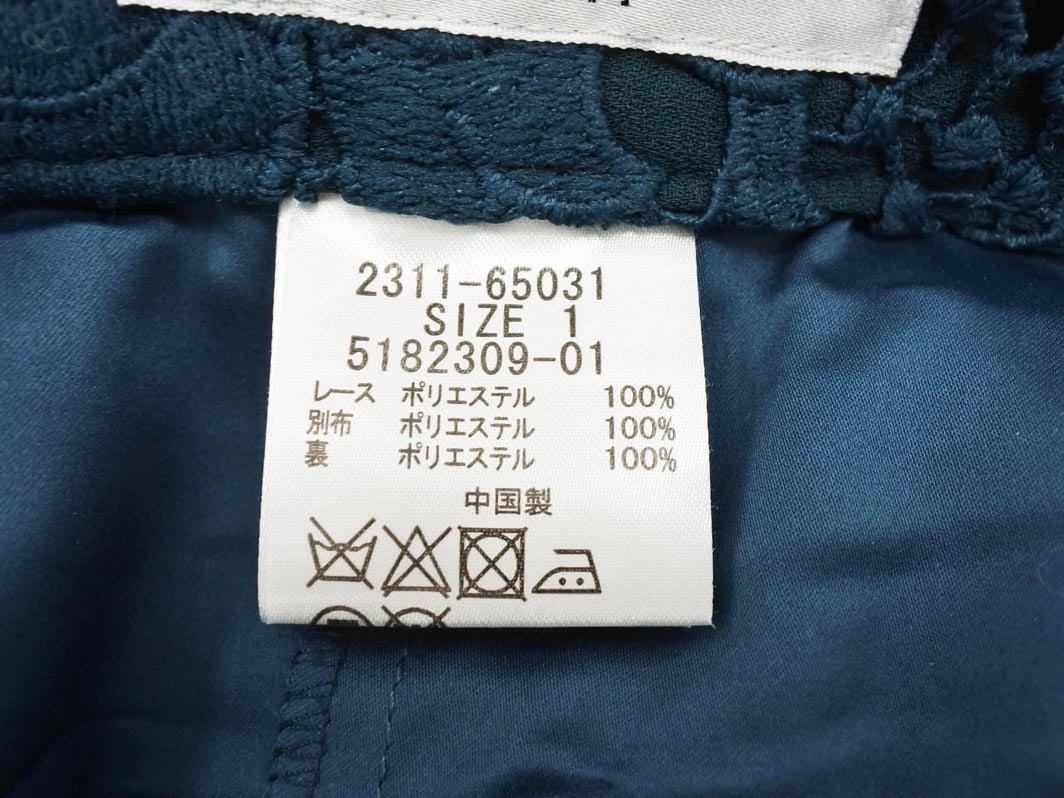 2311-65031
SIZE 1
5182309-01
レース ポリエステル 100%
別布 ポリエステル 100%
裏 ポリエステル 100%
中国製